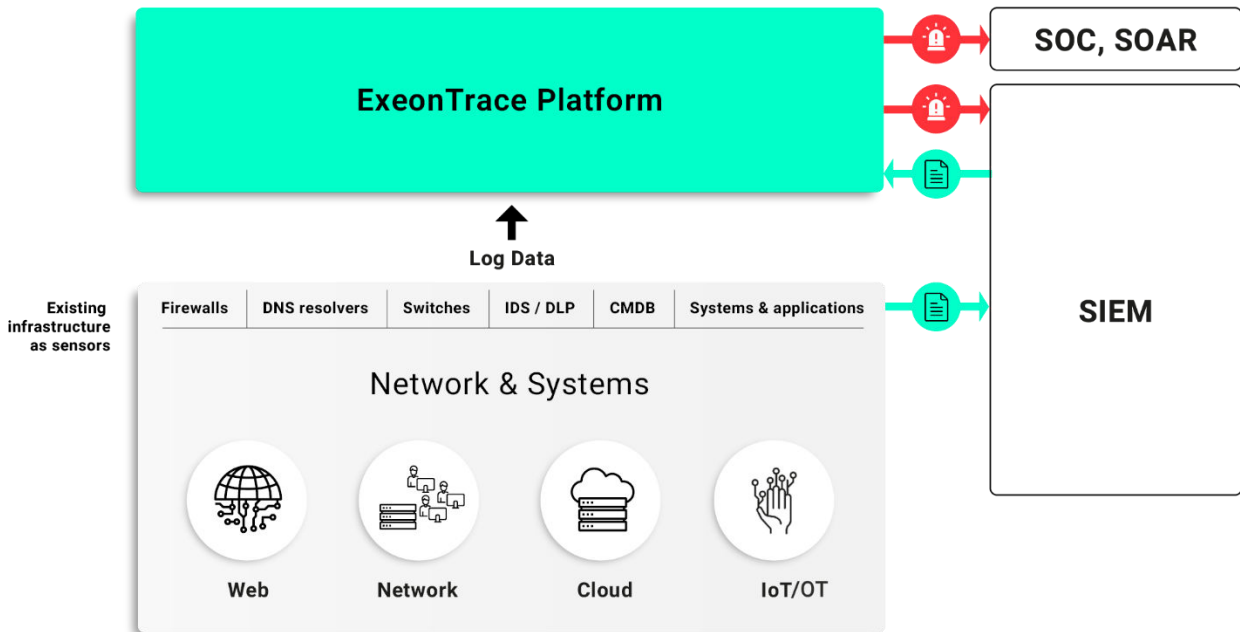 ExeonTrace Platform
SOC, SOAR
SIEM
Log Data
Existing
infrastructure
as sensors
Firewalls
DNS resolvers
Switches
IDS / DLP
CMDB
Systems & applications
Network & Systems
Web
Network
Cloud
IoT/OT